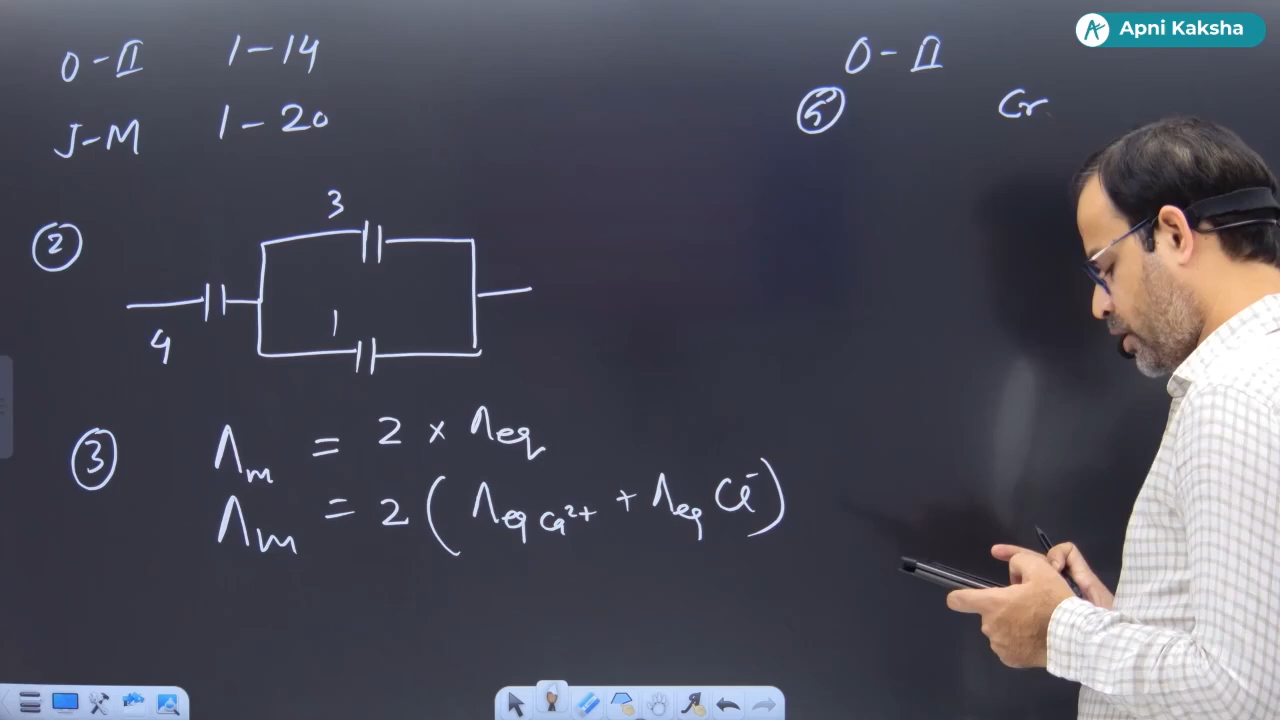 O-II 1-14
J-M 1-20
②
3
1
4
③ Λm = 2 × Λeq
Λm = 2 ( Λeq Ca²⁺ + Λeq Cl⁻ )
O-II
⑤ Cr
Apni Kaksha